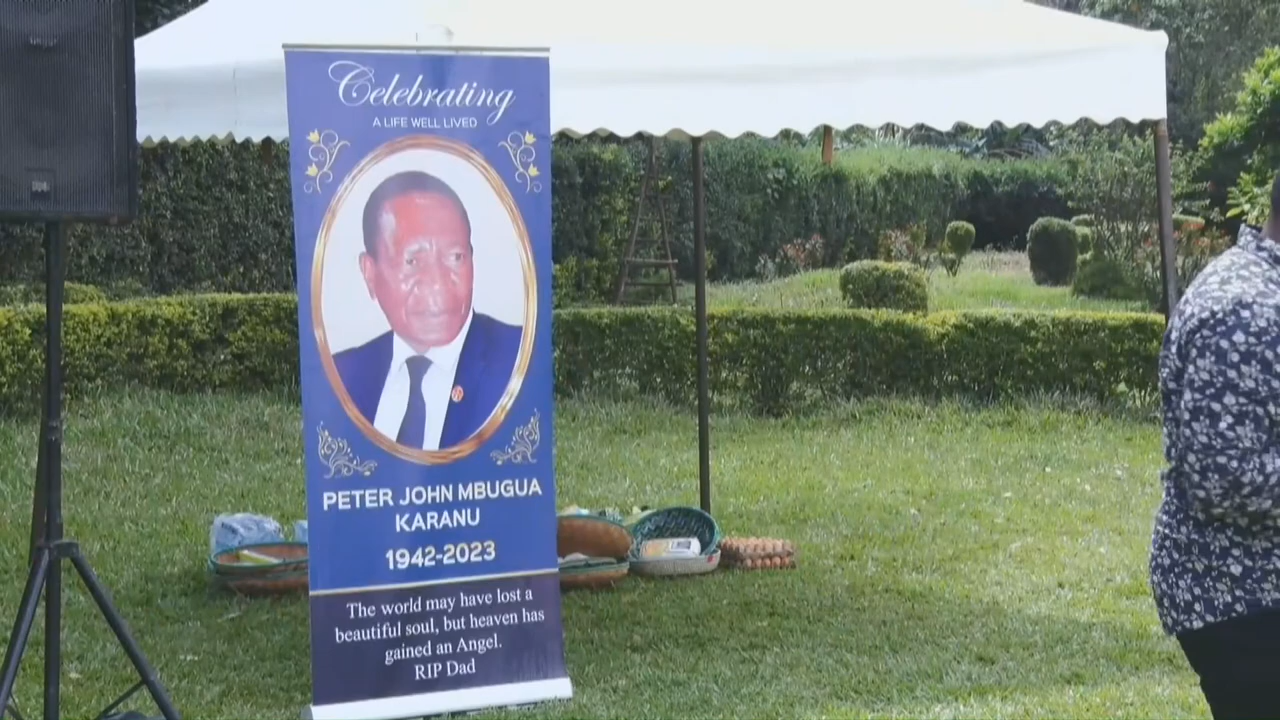 Celebrating
A LIFE WELL LIVED
PETER JOHN MBUGUA
KARANU
1942-2023
The world may have lost a
beautiful soul, but heaven has
gained an Angel.
RIP Dad